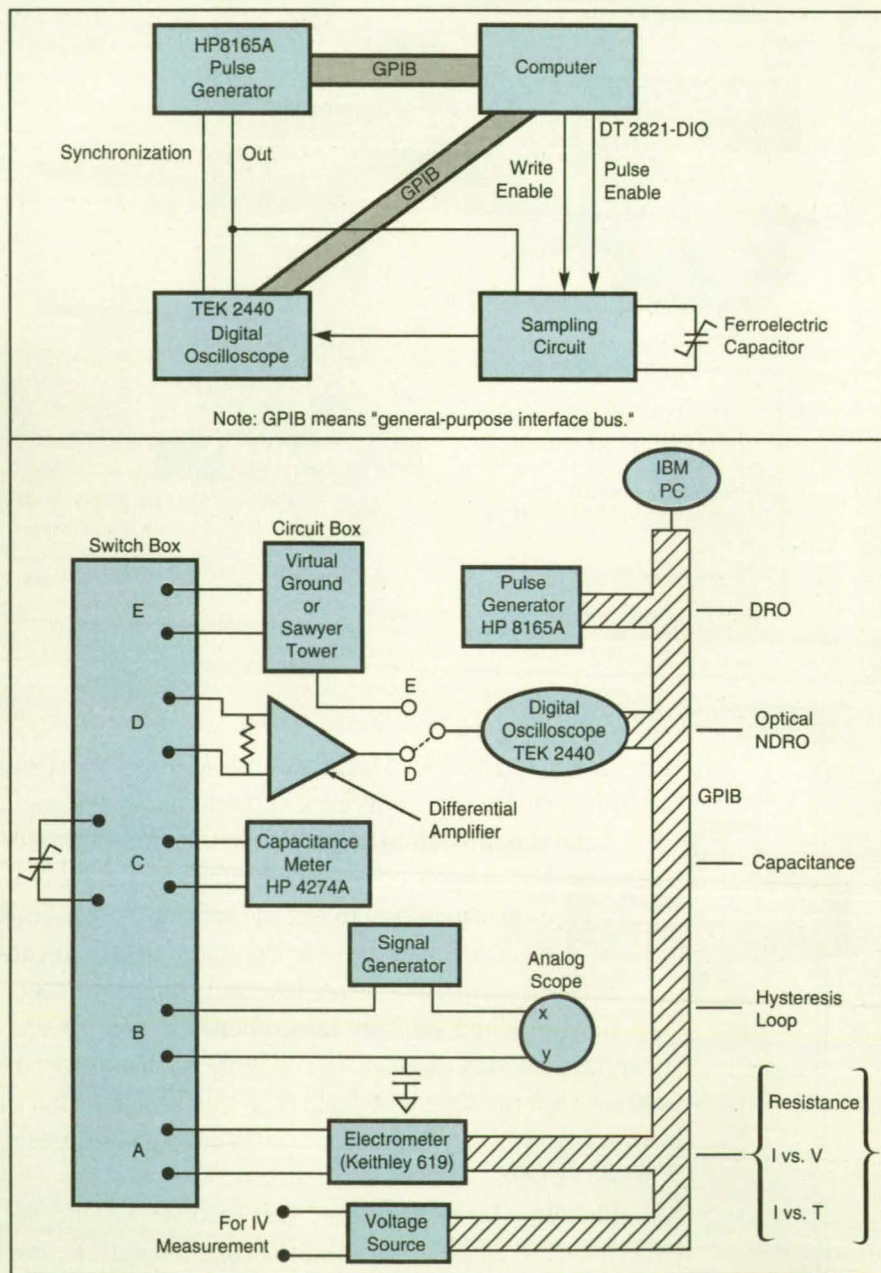 HP8165A
Pulse
Generator
GPIB
Computer
DT 2821-DIO
Synchronization
Out
Write
Enable
Pulse
Enable
GPIB
TEK 2440
Digital
Oscilloscope
Sampling
Circuit
Ferroelectric
Capacitor
Note: GPIB means "general-purpose interface bus."
IBM
PC
Switch Box
Circuit Box
Virtual
Ground
or
Sawyer
Tower
Pulse
Generator
HP 8165A
DRO
E
E
D
D
Digital
Oscilloscope
TEK 2440
Optical
NDRO
GPIB
Differential
Amplifier
C
Capacitance
Meter
HP 4274A
Capacitance
Signal
Generator
Analog
Scope
x
y
Hysteresis
Loop
B
A
Electrometer
(Keithley 619)
Resistance
I vs. V
I vs. T
For IV
Measurement
Voltage
Source